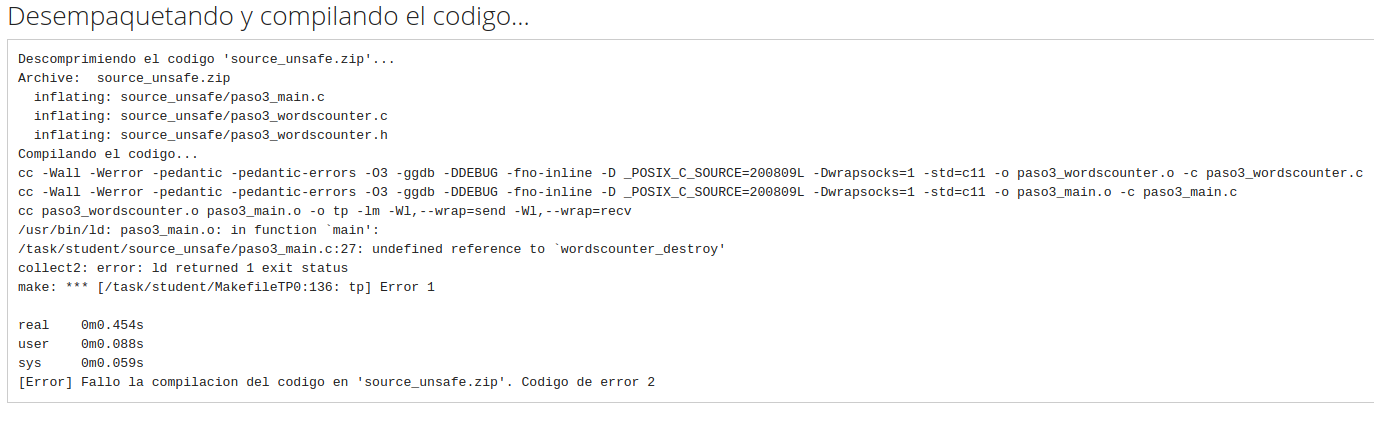 Desempaquetando y compilando el codigo...
Descomprimiendo el codigo 'source_unsafe.zip'...
Archive:  source_unsafe.zip
  inflating: source_unsafe/paso3_main.c
  inflating: source_unsafe/paso3_wordscounter.c
  inflating: source_unsafe/paso3_wordscounter.h
Compilando el codigo...
cc -Wall -Werror -pedantic -pedantic-errors -O3 -ggdb -DDEBUG -fno-inline -D _POSIX_C_SOURCE=200809L -Dwrapsocks=1 -std=c11 -o paso3_wordscounter.o -c paso3_wordscounter.c
cc -Wall -Werror -pedantic -pedantic-errors -O3 -ggdb -DDEBUG -fno-inline -D _POSIX_C_SOURCE=200809L -Dwrapsocks=1 -std=c11 -o paso3_main.o -c paso3_main.c
cc paso3_wordscounter.o paso3_main.o -o tp -lm -Wl,--wrap=send -Wl,--wrap=recv
/usr/bin/ld: paso3_main.o: in function `main':
/task/student/source_unsafe/paso3_main.c:27: undefined reference to `wordscounter_destroy'
collect2: error: ld returned 1 exit status
make: *** [/task/student/MakefileTP0:136: tp] Error 1
real    0m0.454s
user    0m0.088s
sys     0m0.059s
[Error] Fallo la compilacion del codigo en 'source_unsafe.zip'. Codigo de error 2